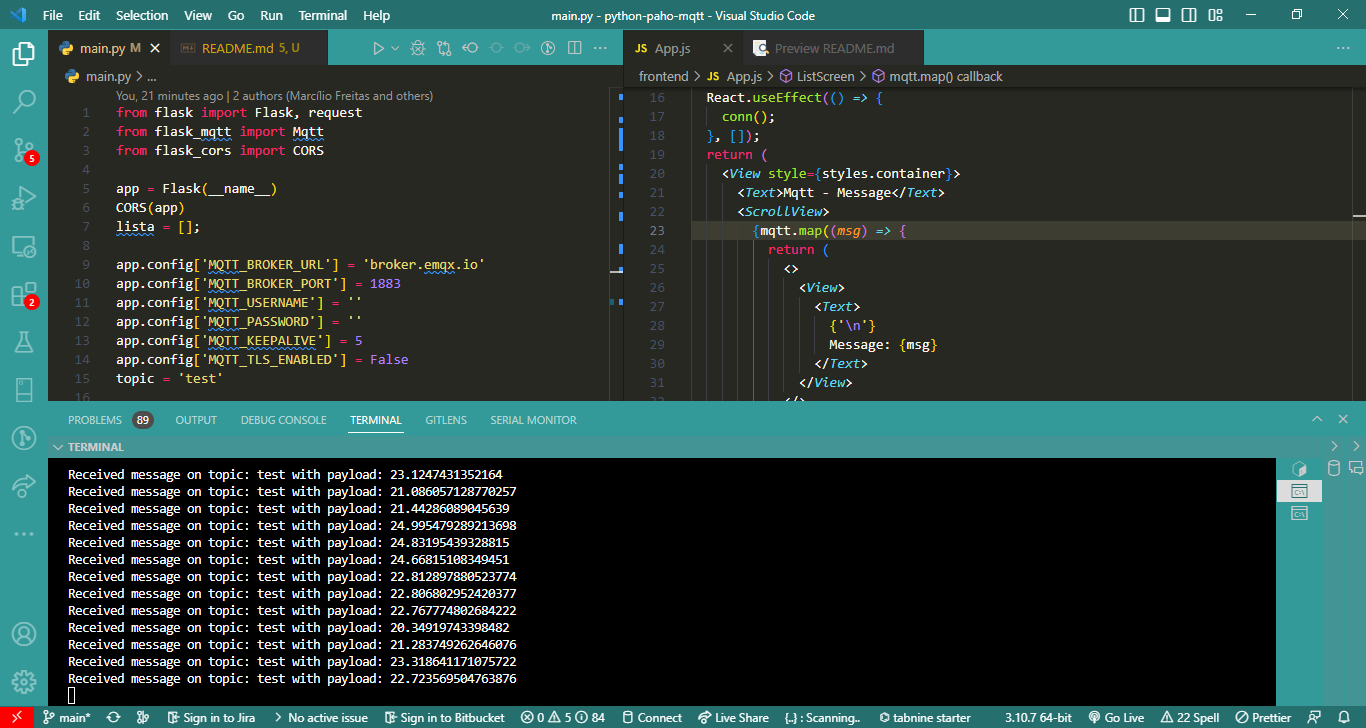 File Edit Selection View Go Run Terminal Help main.py - python-paho-mqtt - Visual Studio Code
main.py M README.md 5, U
main.py > ...
You, 21 minutes ago | 2 authors (Marcílio Freitas and others)
1 from flask import Flask, request
2 from flask_mqtt import Mqtt
3 from flask_cors import CORS
4
5 app = Flask(__name__)
6 CORS(app)
7 lista = [];
8
9 app.config['MQTT_BROKER_URL'] = 'broker.emqx.io'
10 app.config['MQTT_BROKER_PORT'] = 1883
11 app.config['MQTT_USERNAME'] = ''
12 app.config['MQTT_PASSWORD'] = ''
13 app.config['MQTT_KEEPALIVE'] = 5
14 app.config['MQTT_TLS_ENABLED'] = False
15 topic = 'test'
16
JS App.js Preview README.md
frontend > JS App.js > ListScreen > mqtt.map() callback
16 React.useEffect(() => {
17 conn();
18 }, []);
19 return (
20 <View style={styles.container}>
21 <Text>Mqtt - Message</Text>
22 <ScrollView>
23 {mqtt.map((msg) => {
24 return (
25 <>
26 <View>
27 <Text>
28 {'\n'}
29 Message: {msg}
30 </Text>
31 </View>
32 </>
5
2
PROBLEMS 89 OUTPUT DEBUG CONSOLE TERMINAL GITLENS SERIAL MONITOR
TERMINAL
Received message on topic: test with payload: 23.1247431352164
Received message on topic: test with payload: 21.086057128770257
Received message on topic: test with payload: 21.44286089045639
Received message on topic: test with payload: 24.995479289213698
Received message on topic: test with payload: 24.83195439328815
Received message on topic: test with payload: 24.66815108349451
Received message on topic: test with payload: 22.812897880523774
Received message on topic: test with payload: 22.806802952420377
Received message on topic: test with payload: 22.767774802684222
Received message on topic: test with payload: 20.34919743398482
Received message on topic: test with payload: 21.283749262646076
Received message on topic: test with payload: 23.318641171075722
Received message on topic: test with payload: 22.723569504763876
main* Sign in to Jira No active issue Sign in to Bitbucket 0 5 84 Connect Live Share {..} : Scanning.. tabnine starter 3.10.7 64-bit Go Live 22 Spell Prettier